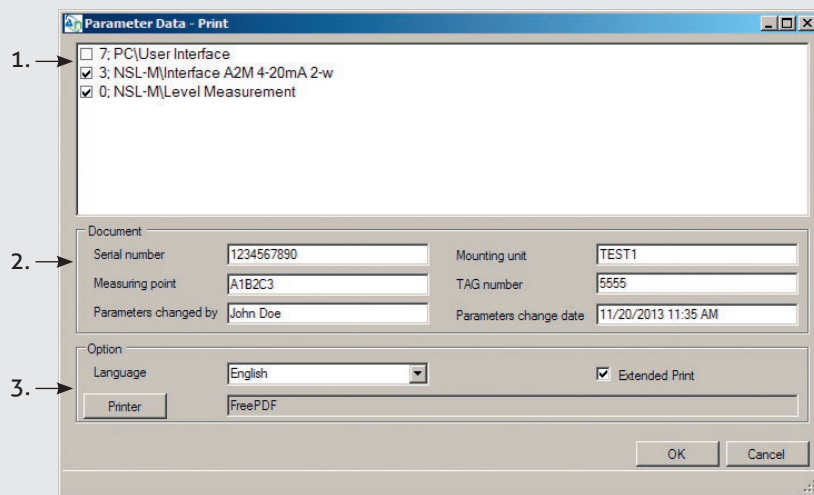 Parameter Data - Print
1.
7; PC\User Interface
3; NSL-M\Interface A2M 4-20mA 2-w
0; NSL-M\Level Measurement
2.
Document
Serial number 1234567890 Mounting unit TEST1
Measuring point A1B2C3 TAG number 5555
Parameters changed by John Doe Parameters change date 11/20/2013 11:35 AM
3.
Option
Language English Extended Print
Printer FreePDF
OK Cancel